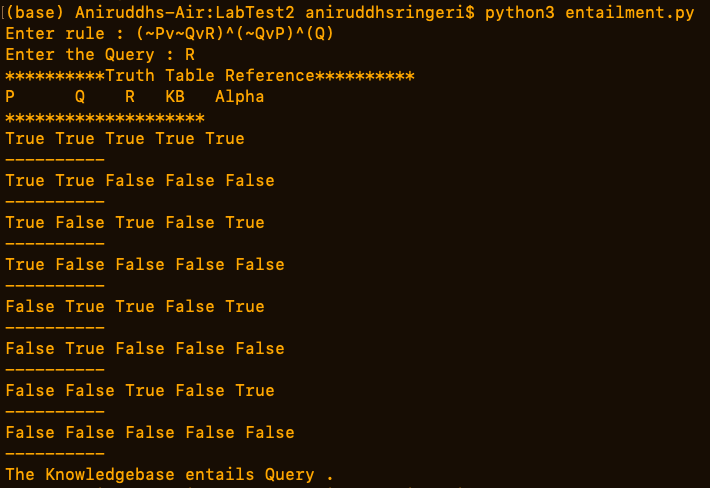 (base) Aniruddhs-Air:LabTest2 aniruddhsringeri$ python3 entailment.py
Enter rule : (~Pv~QvR)^(~QvP)^(Q)
Enter the Query : R
**********Truth Table Reference**********
P      Q    R   KB   Alpha
********************
True True True True True
----------
True True False False False
----------
True False True False True
----------
True False False False False
----------
False True True False True
----------
False True False False False
----------
False False True False True
----------
False False False False False
----------
The Knowledgebase entails Query .